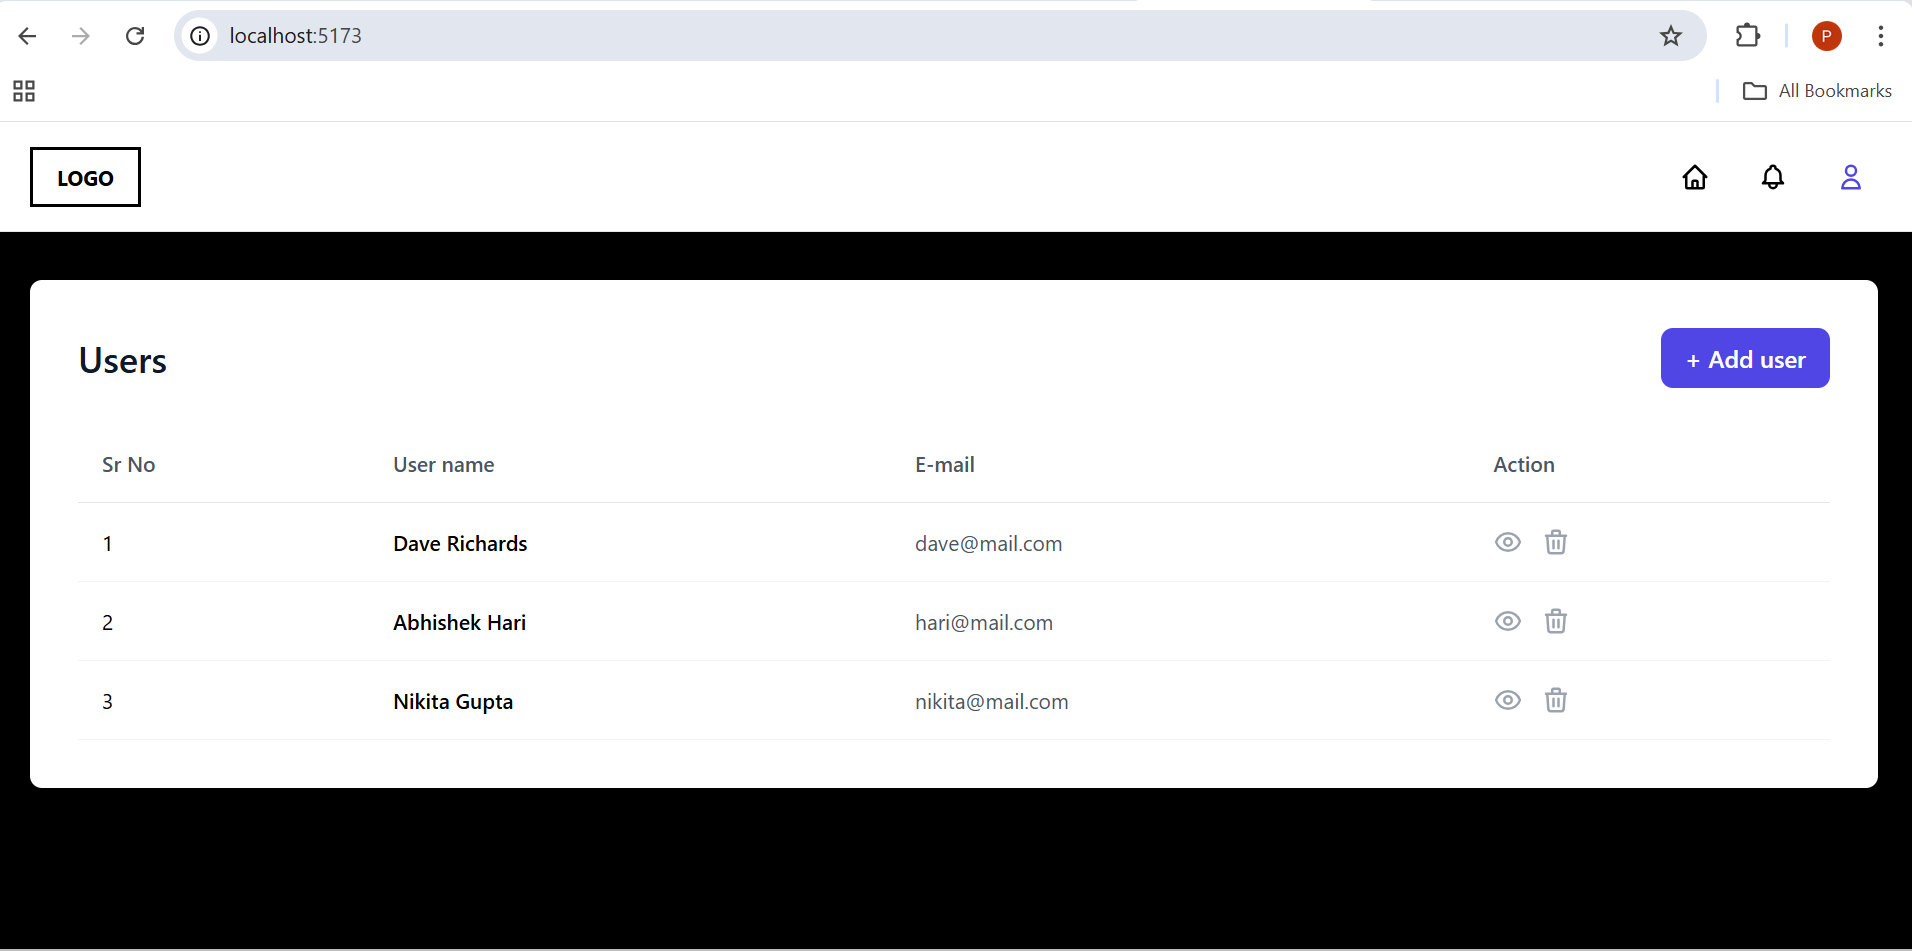 localhost:5173
P
All Bookmarks
LOGO
Users
+ Add user
Sr No User name E-mail Action
1 Dave Richards dave@mail.com
2 Abhishek Hari hari@mail.com
3 Nikita Gupta nikita@mail.com